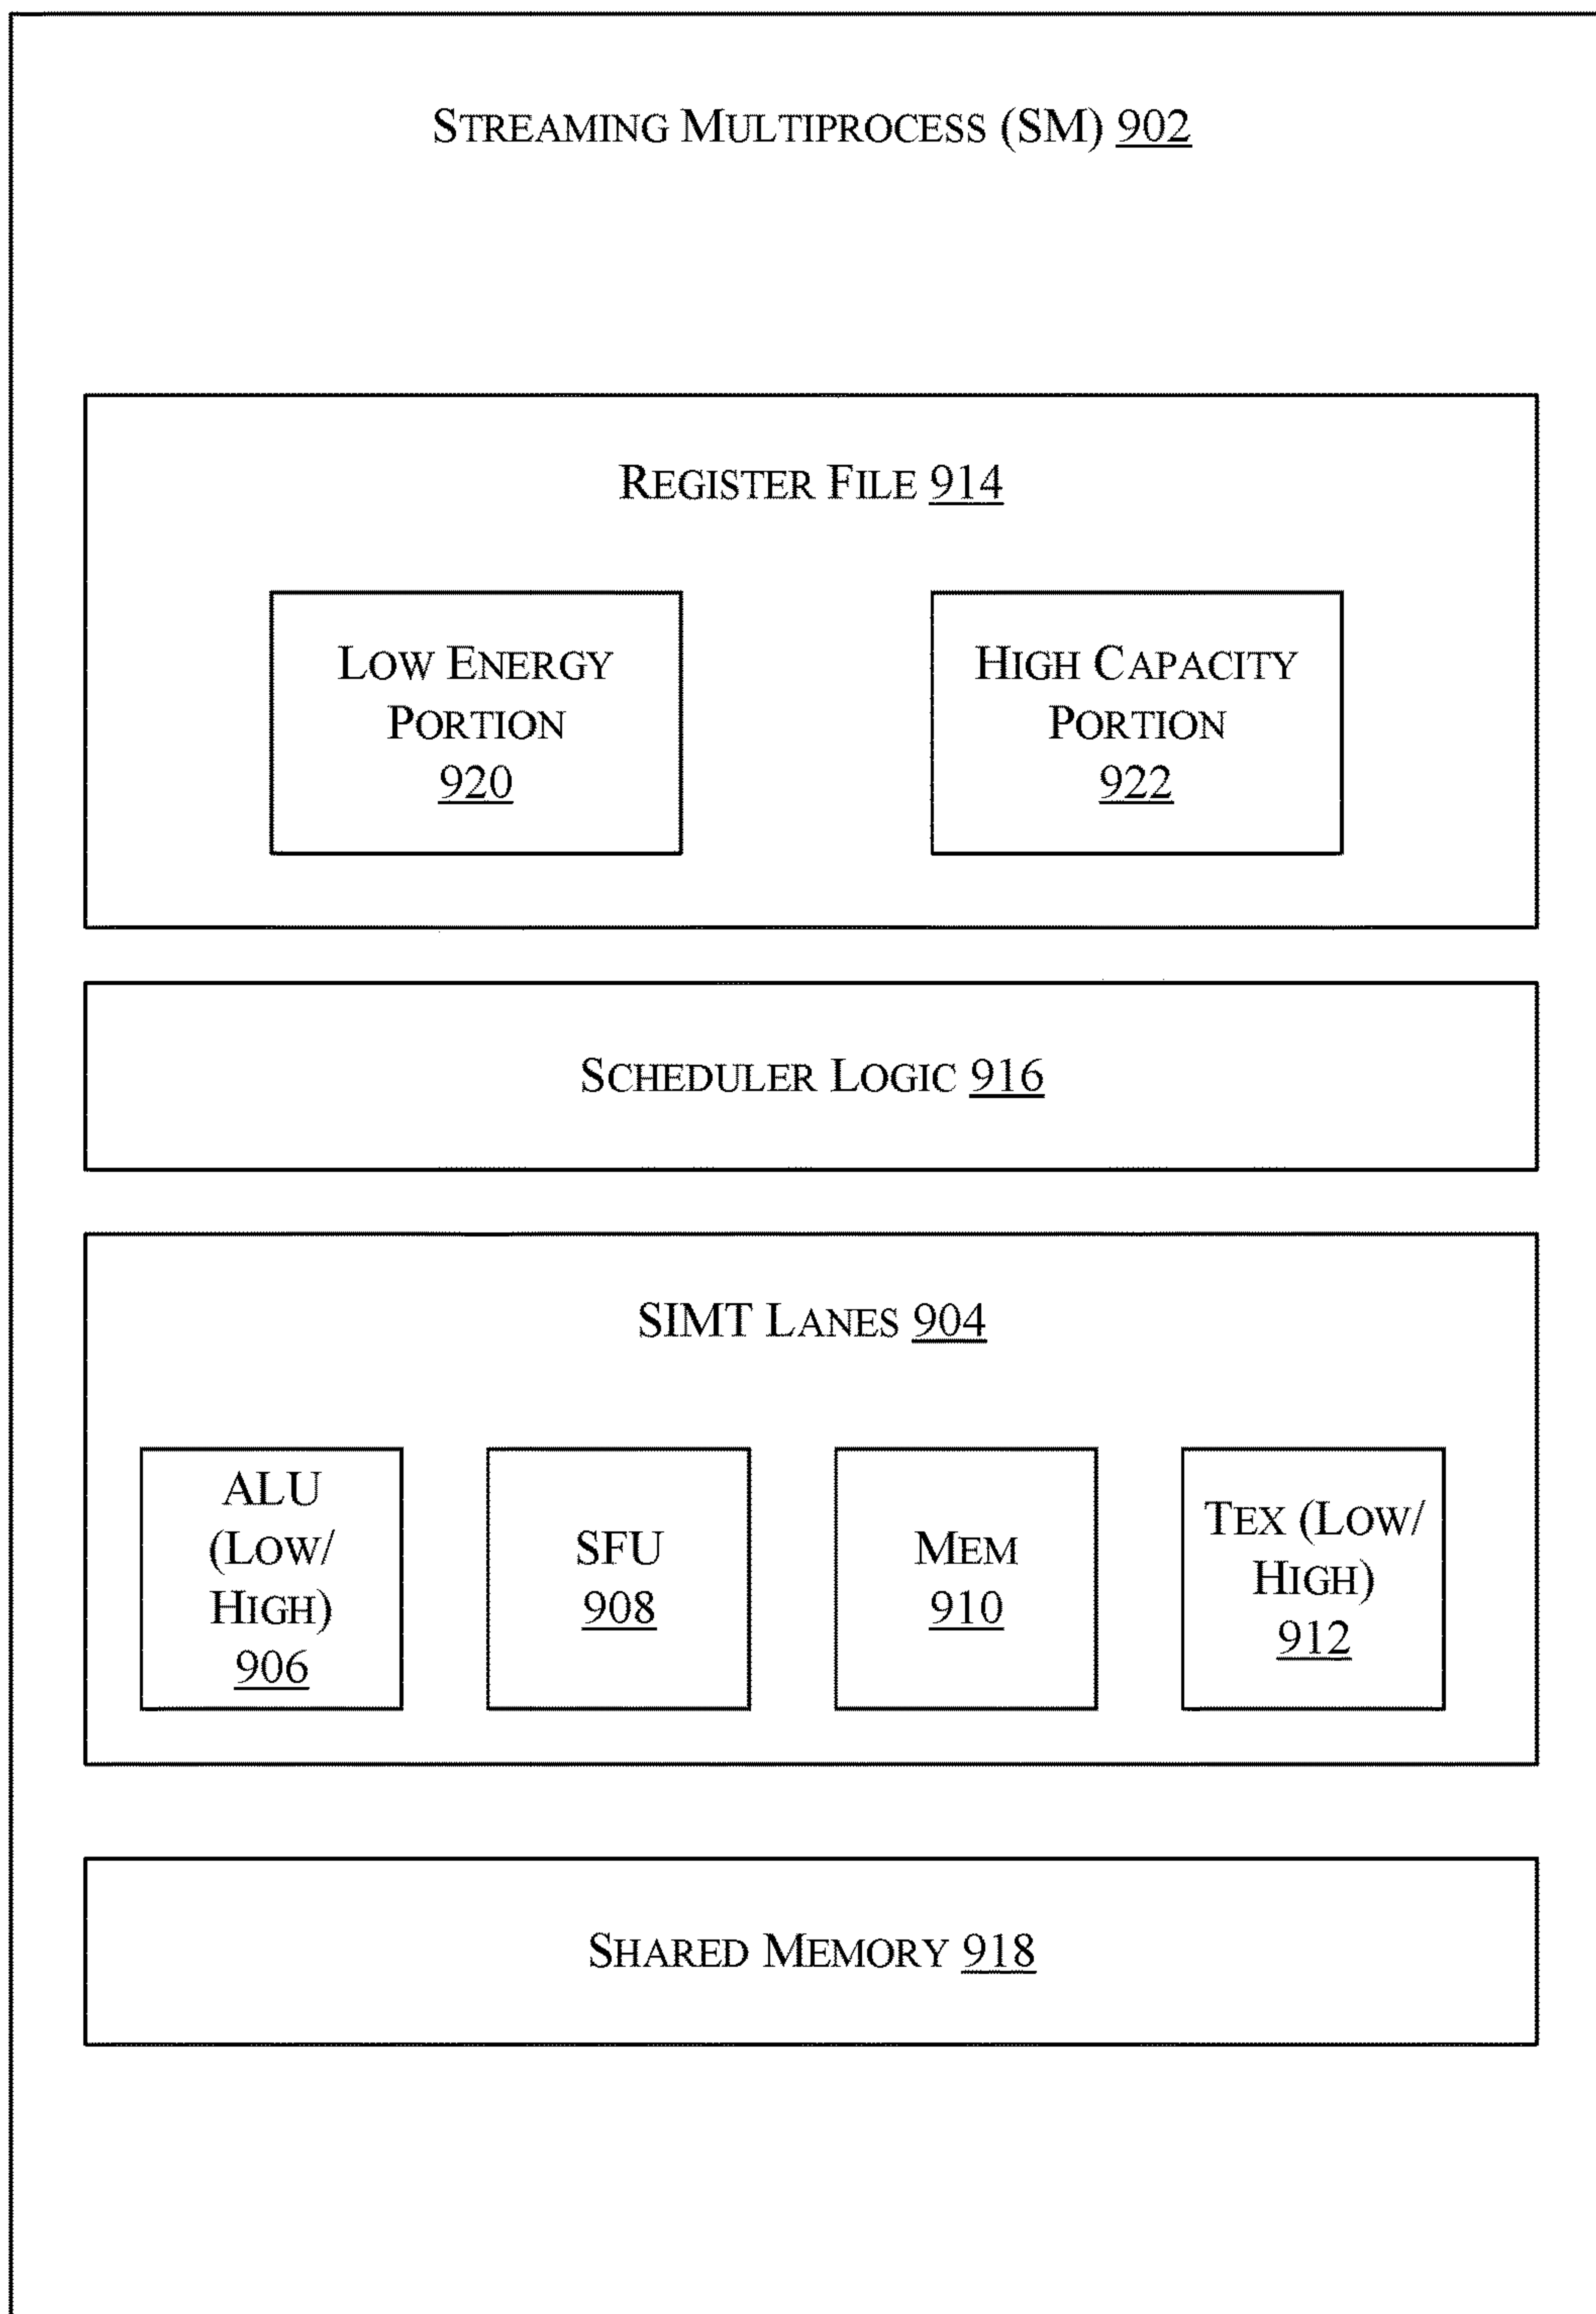 STREAMING MULTIPROCESS (SM) 902
REGISTER FILE 914
LOW ENERGY
PORTION
920
HIGH CAPACITY
PORTION
922
SCHEDULER LOGIC 916
SIMT LANES 904
ALU
(LOW/
HIGH)
906
SFU
908
MEM
910
TEX (LOW/
HIGH)
912
SHARED MEMORY 918